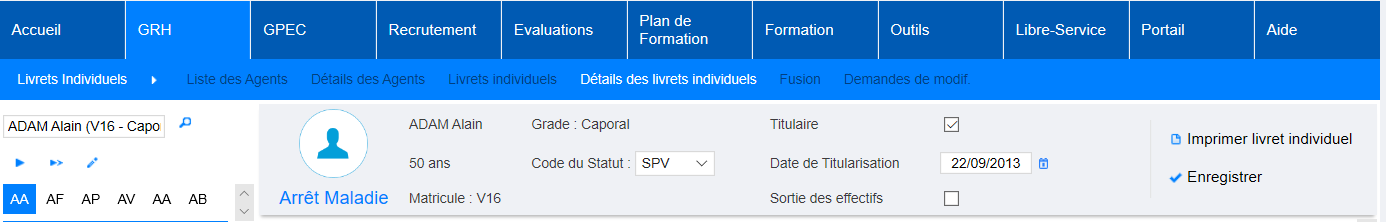 Accueil GRH GPEC Recrutement Evaluations Plan de Formation Formation Outils Libre-Service Portail Aide
Livrets Individuels Liste des Agents Détails des Agents Livrets individuels Détails des livrets individuels Fusion Demandes de modif.
ADAM Alain (V16 - Capo
AA AF AP AV AA AB
Arrêt Maladie
ADAM Alain Grade : Caporal Titulaire
50 ans Code du Statut : SPV Date de Titularisation 22/09/2013
Matricule : V16 Sortie des effectifs
Imprimer livret individuel
Enregistrer